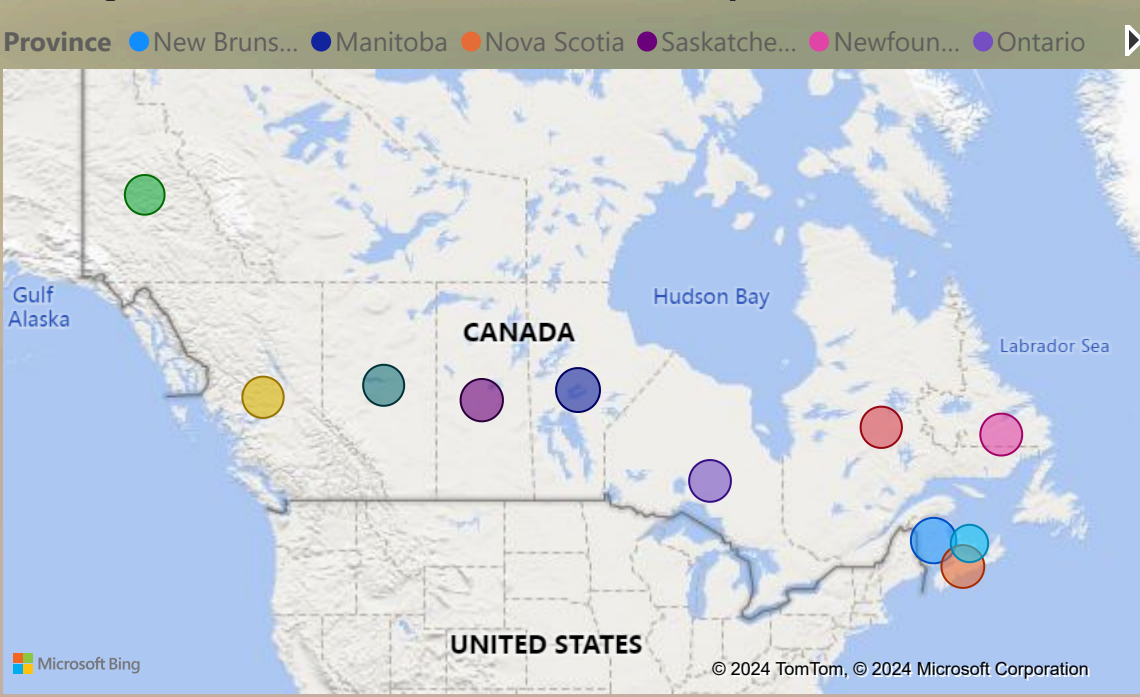 Province New Bruns... Manitoba Nova Scotia Saskatche... Newfoun... Ontario
Gulf
Alaska
Hudson Bay
CANADA
Labrador Sea
UNITED STATES
Microsoft Bing
© 2024 TomTom, © 2024 Microsoft Corporation